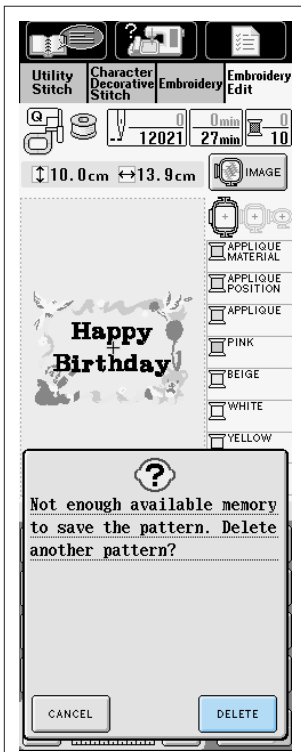 Utility Stitch
Character Decorative Stitch
Embroidery
Embroidery Edit
Q
0
12021
0min
27min
0
10
10.0cm
13.9cm
IMAGE
APPLIQUE MATERIAL
APPLIQUE POSITION
APPLIQUE
PINK
BEIGE
WHITE
YELLOW
Happy
Birthday
?
Not enough available memory
to save the pattern. Delete
another pattern?
CANCEL
DELETE